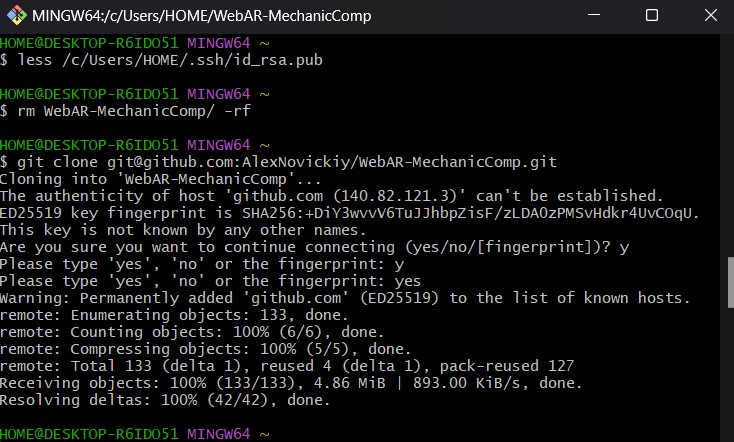 MINGW64:/c/Users/HOME/WebAR-MechanicComp
HOME@DESKTOP-R6IDO51 MINGW64 ~
$ less /c/Users/HOME/.ssh/id_rsa.pub
HOME@DESKTOP-R6IDO51 MINGW64 ~
$ rm WebAR-MechanicComp/ -rf
HOME@DESKTOP-R6IDO51 MINGW64 ~
$ git clone git@github.com:AlexNovickiy/WebAR-MechanicComp.git
Cloning into 'WebAR-MechanicComp'...
The authenticity of host 'github.com (140.82.121.3)' can't be established.
ED25519 key fingerprint is SHA256:+DiY3wvvV6TuJJhbpZisF/zLDA0zPMSvHdkr4UvCOqU.
This key is not known by any other names.
Are you sure you want to continue connecting (yes/no/[fingerprint])? y
Please type 'yes', 'no' or the fingerprint: y
Please type 'yes', 'no' or the fingerprint: yes
Warning: Permanently added 'github.com' (ED25519) to the list of known hosts.
remote: Enumerating objects: 133, done.
remote: Counting objects: 100% (6/6), done.
remote: Compressing objects: 100% (5/5), done.
remote: Total 133 (delta 1), reused 4 (delta 1), pack-reused 127
Receiving objects: 100% (133/133), 4.86 MiB | 893.00 KiB/s, done.
Resolving deltas: 100% (42/42), done.
HOME@DESKTOP-R6IDO51 MINGW64 ~